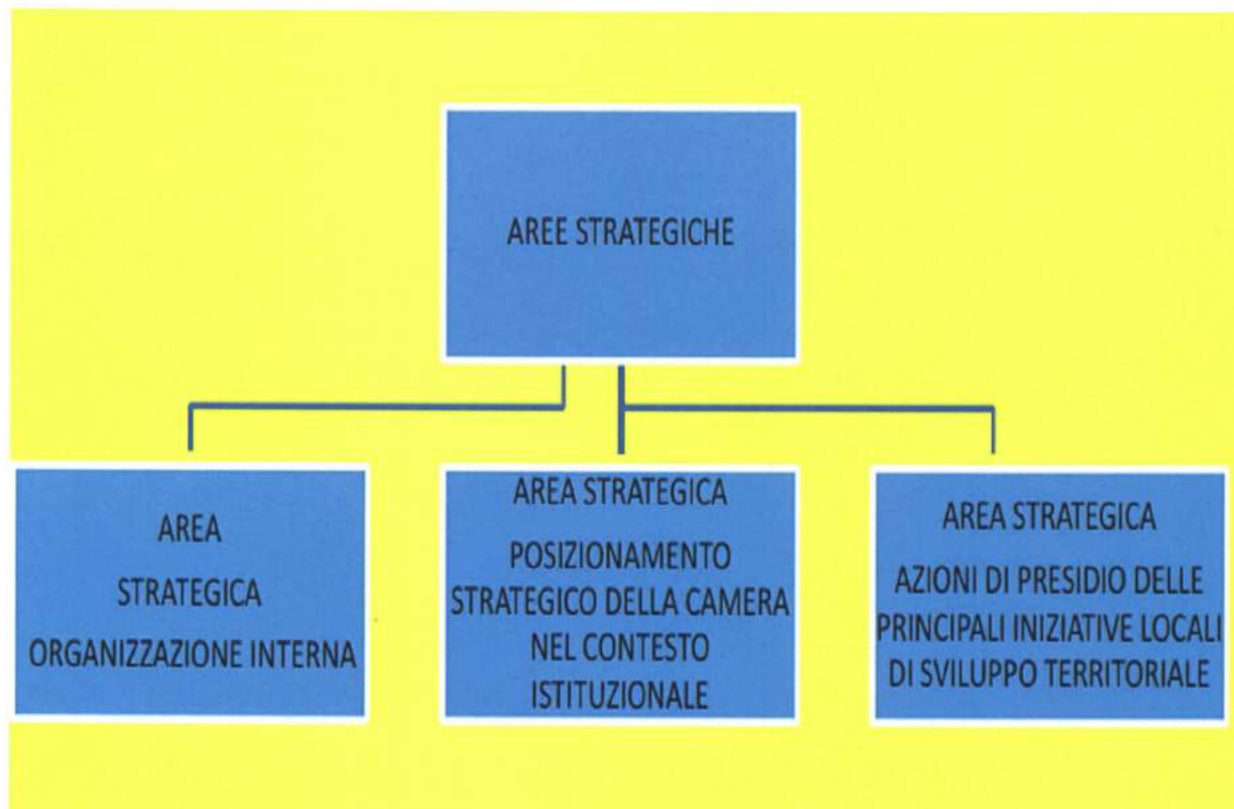 AREE STRATEGICHE
AREA
STRATEGICA
ORGANIZZAZIONE INTERNA
AREA STRATEGICA
POSIZIONAMENTO
STRATEGICO DELLA CAMERA
NEL CONTESTO
ISTITUZIONALE
AREA STRATEGICA
AZIONI DI PRESIDIO DELLE
PRINCIPALI INIZIATIVE LOCALI
DI SVILUPPO TERRITORIALE